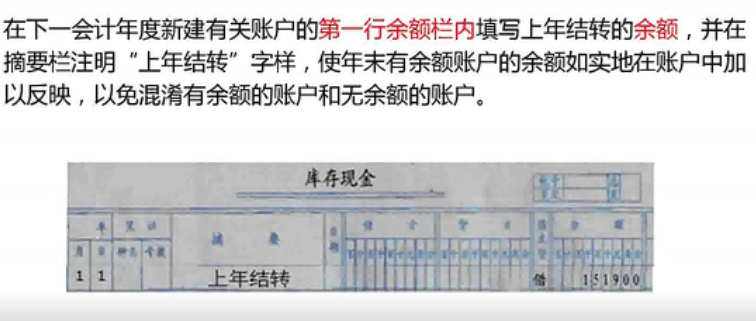 在下一会计年度新建有关账户的第一行余额栏内填写上年结转的余额，并在
摘要栏注明“上年结转”字样，使年末有余额账户的余额如实地在账户中加
以反映，以免混淆有余额的账户和无余额的账户。
库存现金
年 凭证 摘要 借方 贷方 余额
月 日 种类 号数
1 1 上年结转 借 151900